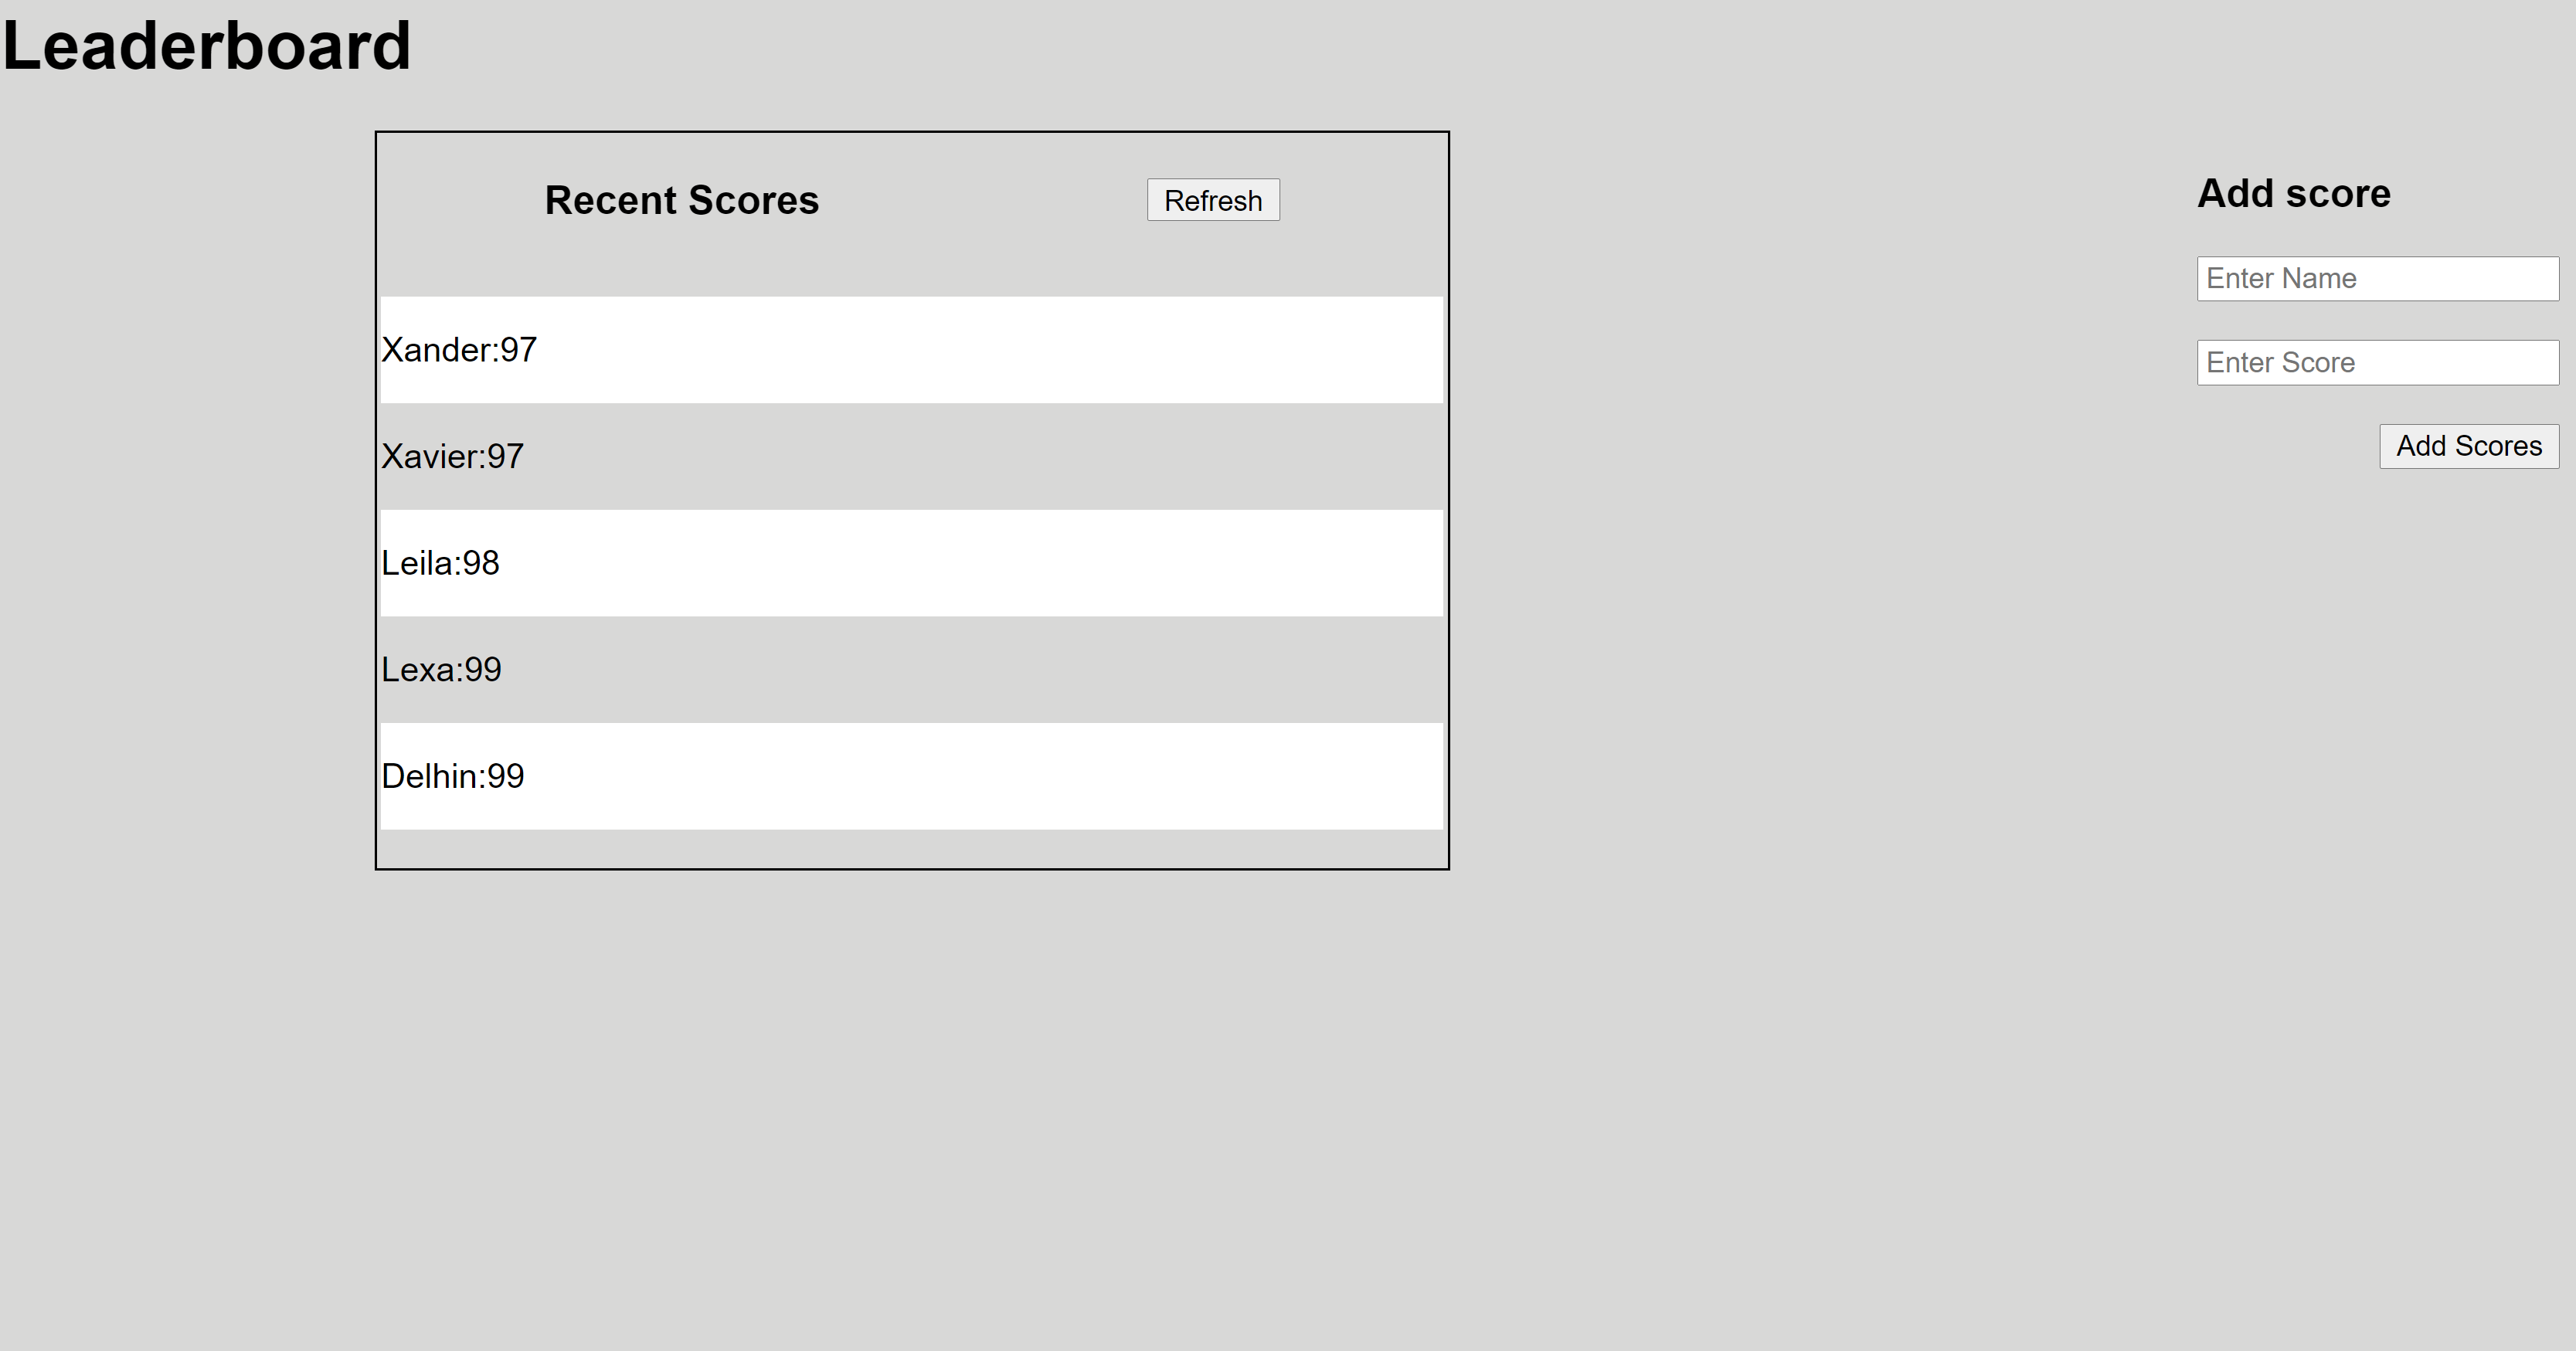 Leaderboard
Recent Scores
Refresh
Xander:97
Xavier:97
Leila:98
Lexa:99
Delhin:99
Add score
Enter Name
Enter Score
Add Scores